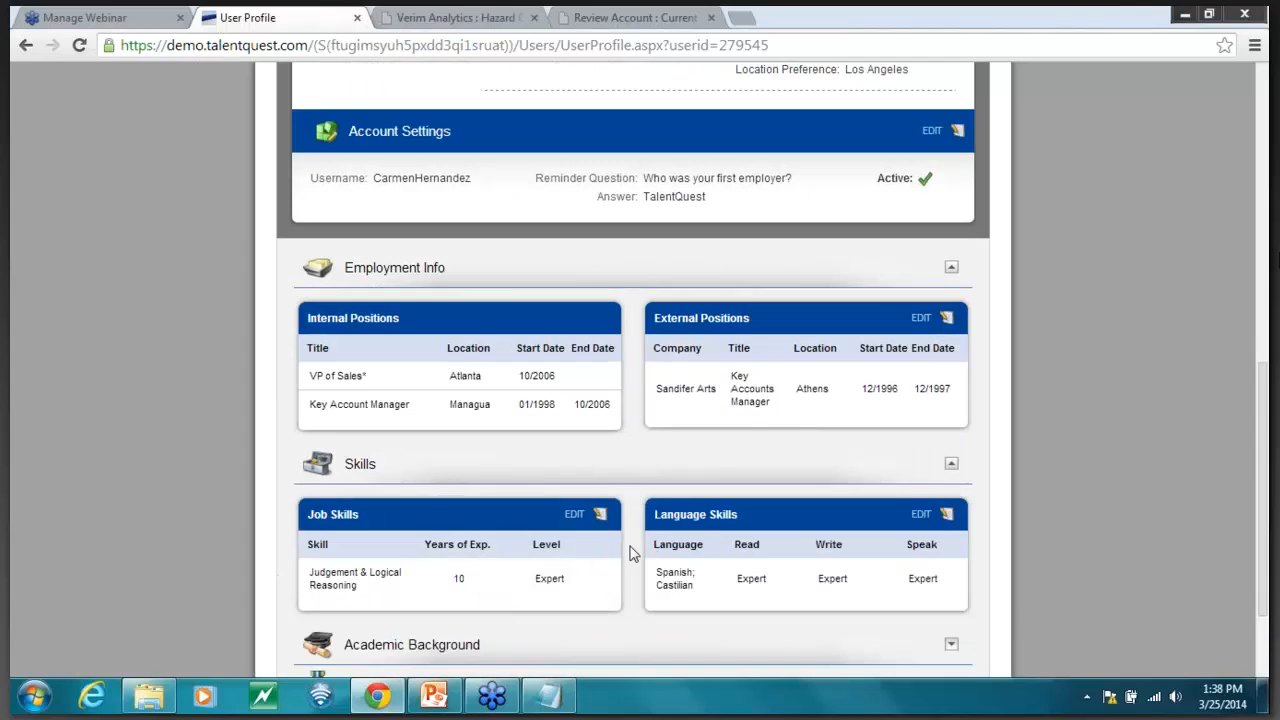 Manage Webinar
User Profile
Verim Analytics : Hazard
Review Account : Current
https://demo.talentquest.com/(S(ftugimsyuh5pxdd3qi1sruat))/Users/UserProfile.aspx?userid=279545
Location Preference: Los Angeles
Account Settings
EDIT
Username: CarmenHernandez
Reminder Question: Who was your first employer?
Active:
Answer: TalentQuest
Employment Info
Internal Positions
Title Location Start Date End Date
VP of Sales* Atlanta 10/2006
Key Account Manager Managua 01/1998 10/2006
External Positions EDIT
Company Title Location Start Date End Date
Sandifer Arts Key Accounts Manager Athens 12/1996 12/1997
Skills
Job Skills EDIT
Skill Years of Exp. Level
Judgement & Logical
Reasoning 10 Expert
Language Skills EDIT
Language Read Write Speak
Spanish;
Castilian Expert Expert Expert
Academic Background
1:38 PM
3/25/2014